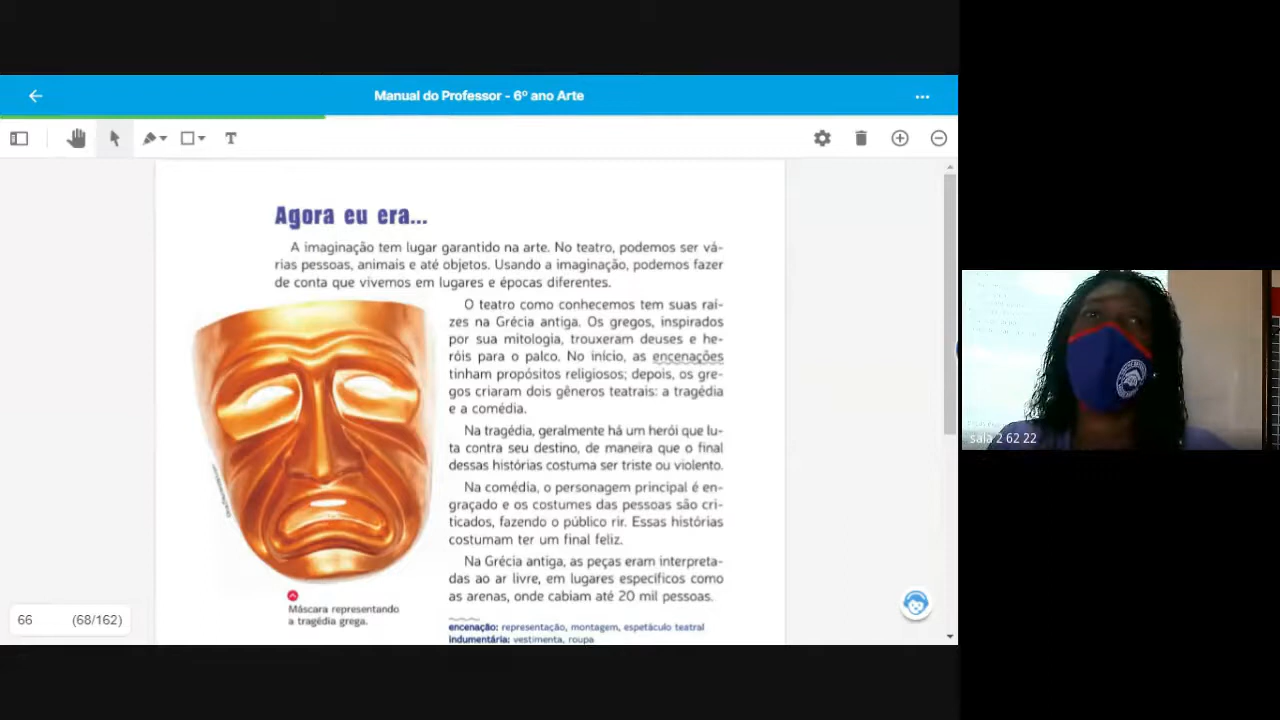 Manual do Professor - 6º ano Arte
T
Agora eu era...
A imaginação tem lugar garantido na arte. No teatro, podemos ser vá-
rias pessoas, animais e até objetos. Usando a imaginação, podemos fazer
de conta que vivemos em lugares e épocas diferentes.
O teatro como conhecemos tem suas raí-
zes na Grécia antiga. Os gregos, inspirados
por sua mitologia, trouxeram deuses e he-
róis para o palco. No início, as encenações
tinham propósitos religiosos; depois, os gre-
gos criaram dois gêneros teatrais: a tragédia
e a comédia.
Na tragédia, geralmente há um herói que lu-
ta contra seu destino, de maneira que o final
dessas histórias costuma ser triste ou violento.
Na comédia, o personagem principal é en-
graçado e os costumes das pessoas são cri-
ticados, fazendo o público rir. Essas histórias
costumam ter um final feliz.
Na Grécia antiga, as peças eram interpreta-
das ao ar livre, em lugares específicos como
as arenas, onde cabiam até 20 mil pessoas.
Máscara representando
a tragédia grega.
encenação: representação, montagem, espetáculo teatral
indumentária: vestimenta, roupa
66 (68/162)
sala 2 62 22